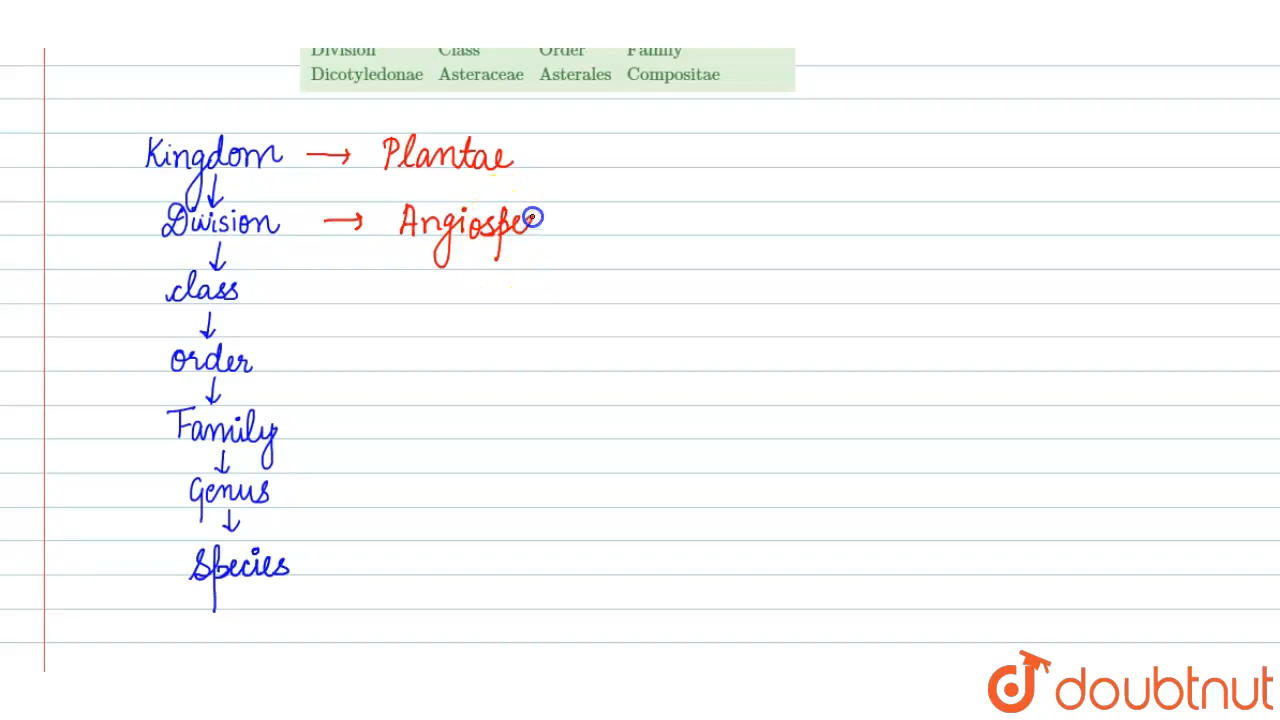 Division Class Order Family
Dicotyledonae Asteraceae Asterales Compositae
Kingdom → Plantae
↓
Division → Angiospe
↓
class
↓
order
↓
Family
↓
Genus
↓
Species
doubtnut